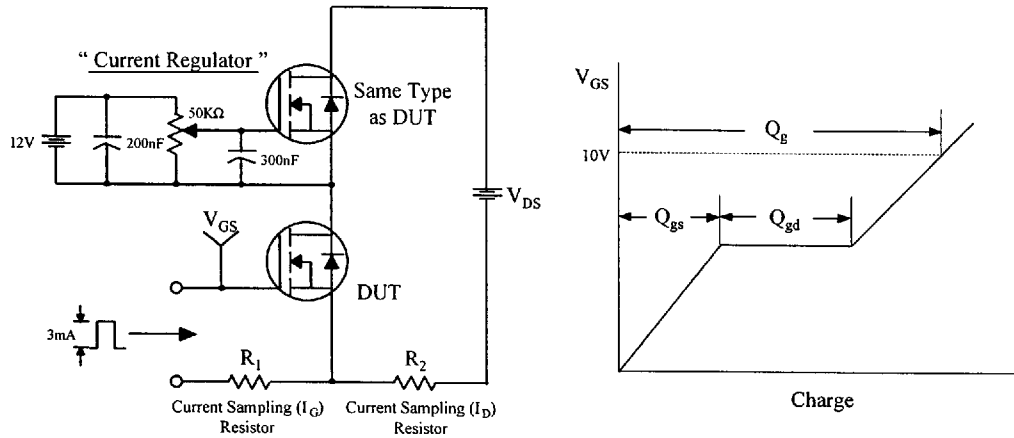 “ Current Regulator ”
50KΩ
12V
200nF
300nF
Same Type
as DUT
V_DS
V_GS
DUT
3mA
R_1
R_2
Current Sampling (I_G)
Resistor
Current Sampling (I_D)
Resistor
V_GS
Q_g
10V
Q_gs
Q_gd
Charge